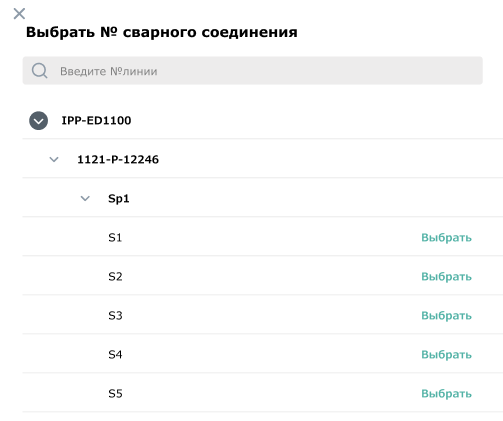 Выбрать № сварного соединения
Введите №линии
IPP-ED1100
1121-P-12246
Sp1
S1 Выбрать
S2 Выбрать
S3 Выбрать
S4 Выбрать
S5 Выбрать